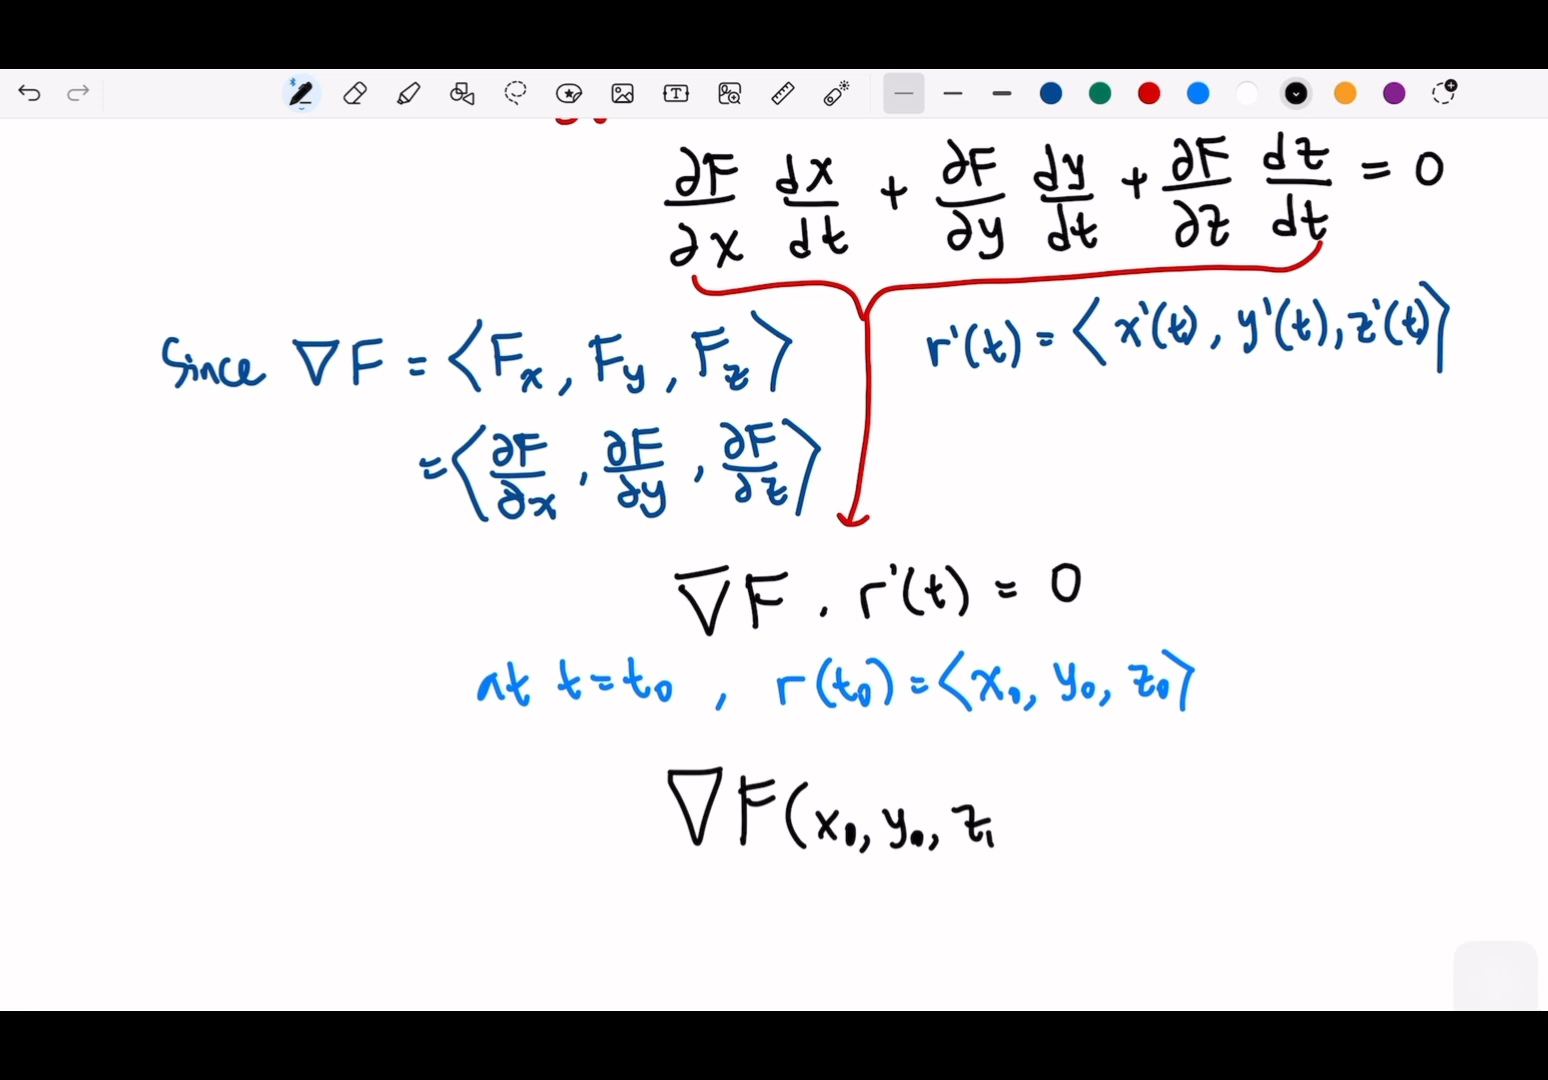 ∂F/∂x dx/dt + ∂F/∂y dy/dt + ∂F/∂z dz/dt = 0
Since ∇F = ⟨Fx, Fy, Fz⟩ r'(t) = ⟨x'(t), y'(t), z'(t)⟩
= ⟨∂F/∂x, ∂F/∂y, ∂F/∂z⟩
∇F · r'(t) = 0
at t = t₀, r(t₀) = ⟨x₀, y₀, z₀⟩
∇F(x₀, y₀, z